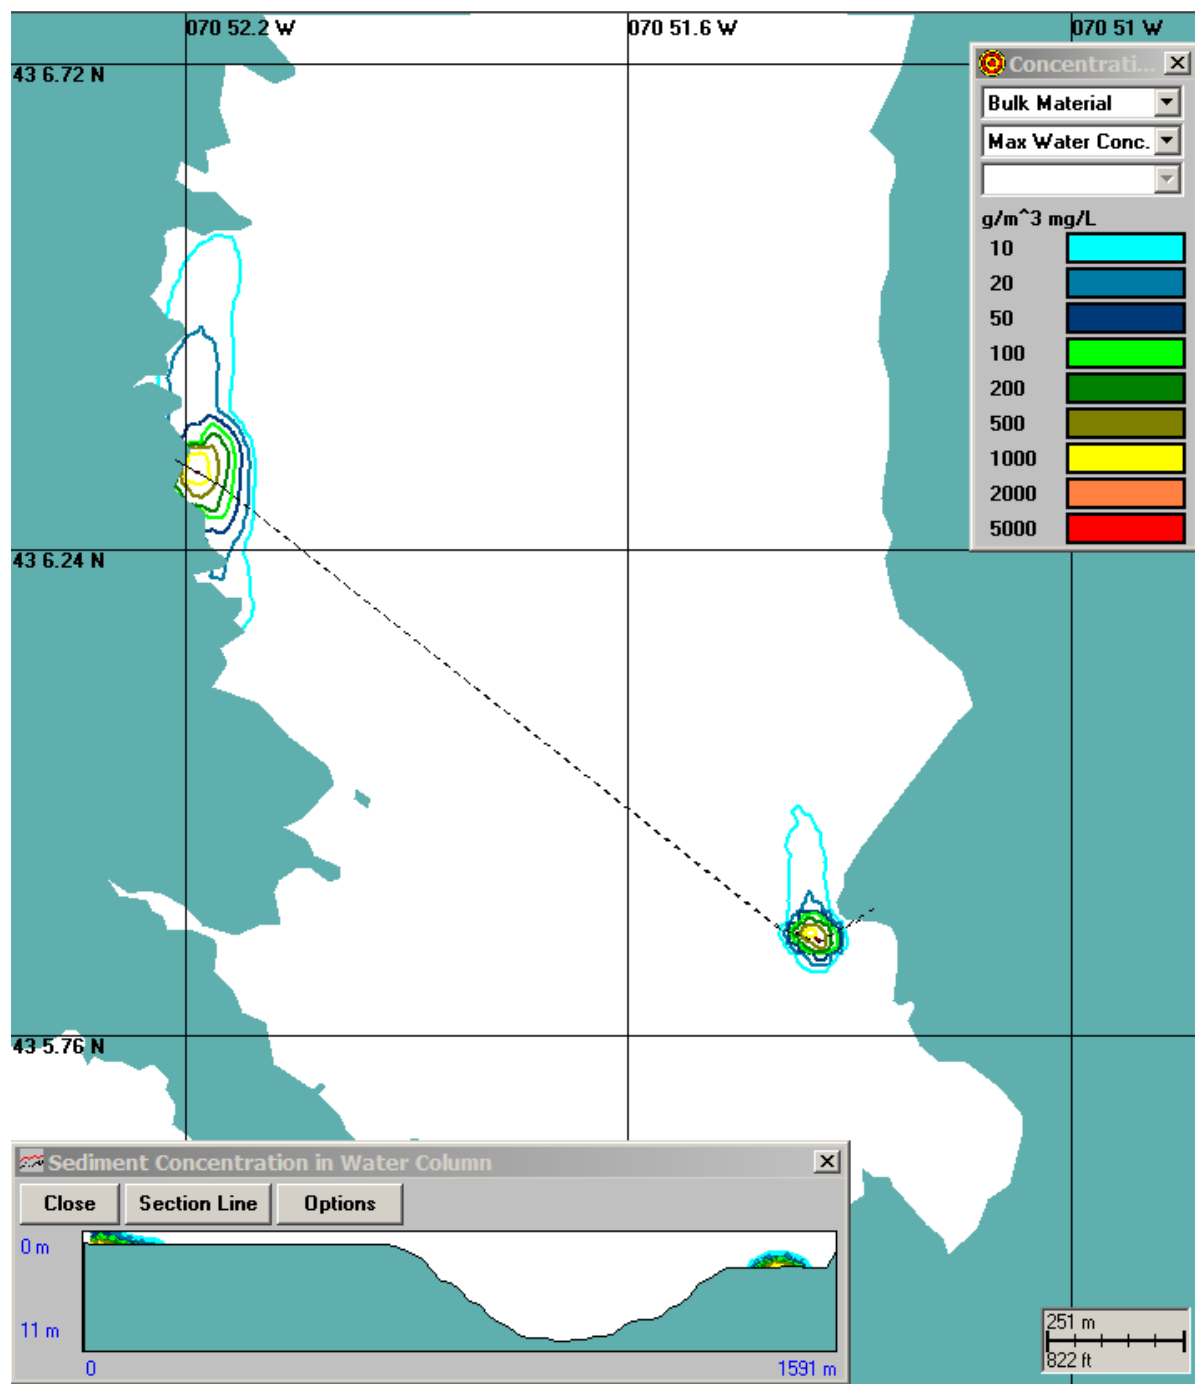 070 52.2 W
070 51.6 W
070 51 W
43 6.72 N
Concentrati...
Bulk Material
Max Water Conc.
g/m^3 mg/L
10
20
50
100
200
500
1000
2000
5000
43 6.24 N
43 5.76 N
Sediment Concentration in Water Column
Close
Section Line
Options
0 m
11 m
0
1591 m
251 m
822 ft